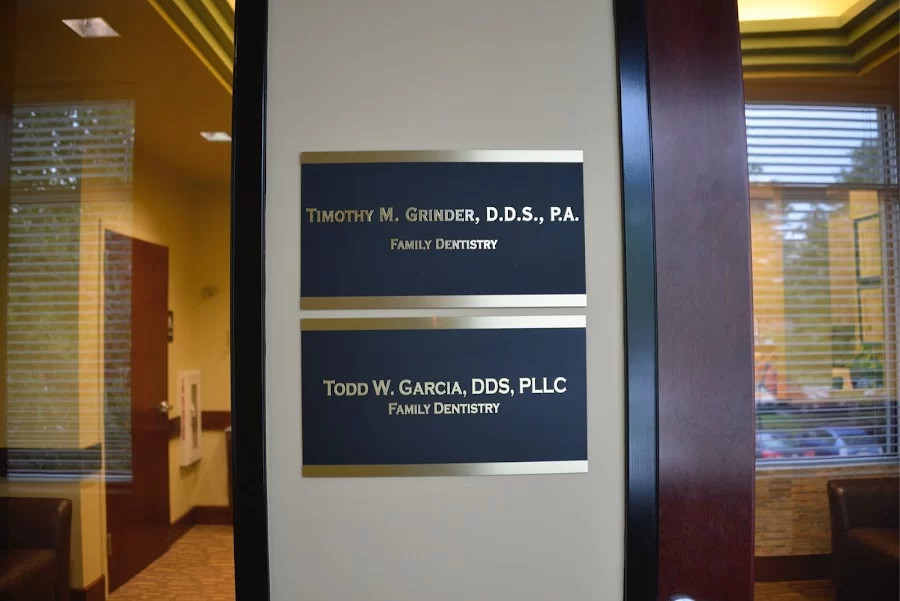 Timothy M. Grinder, D.D.S., P.A.
Family Dentistry
Todd W. Garcia, DDS, PLLC
Family Dentistry